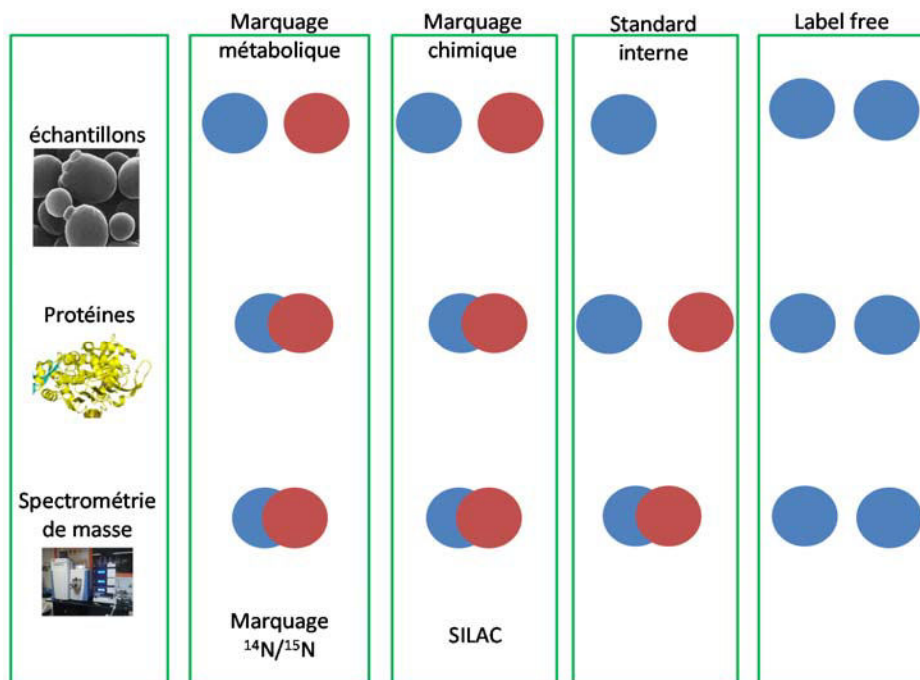 Marquage
métabolique
Marquage
chimique
Standard
interne
Label free
échantillons
Protéines
Spectrométrie
de masse
Marquage
¹⁴N/¹⁵N
SILAC